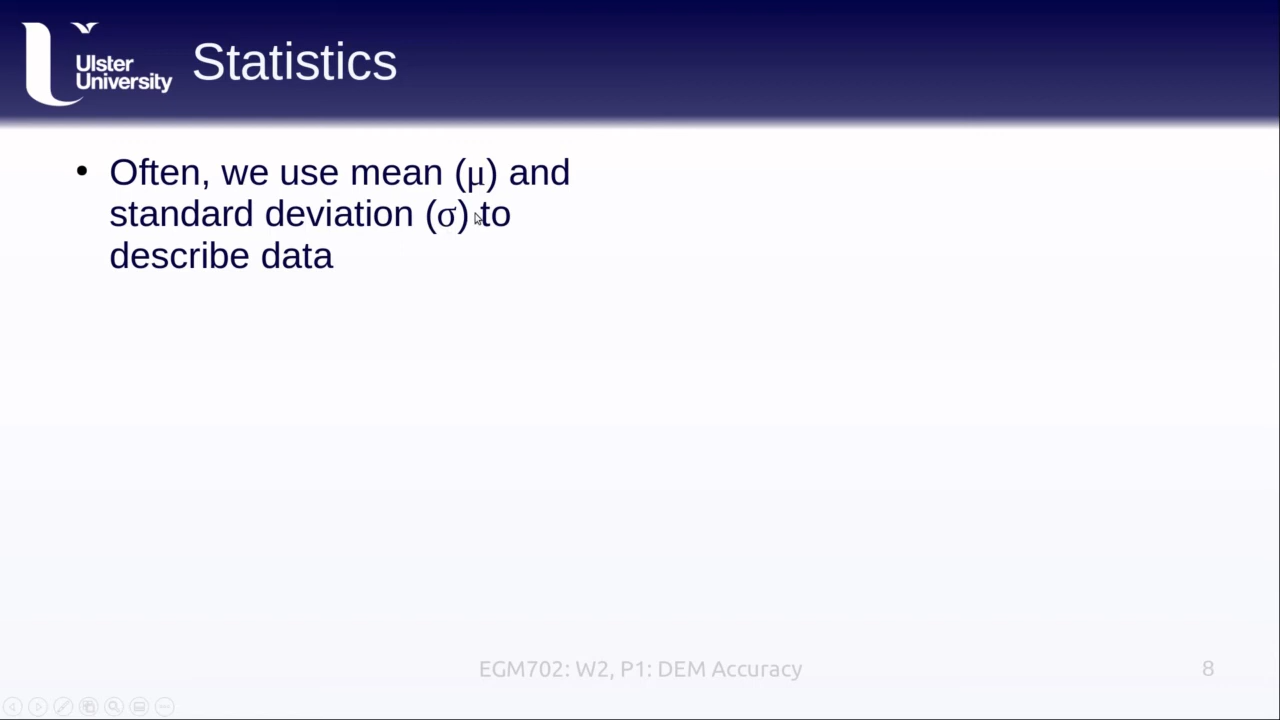 Ulster
University
Statistics
• Often, we use mean (μ) and
standard deviation (σ) to
describe data
EGM702: W2, P1: DEM Accuracy
8